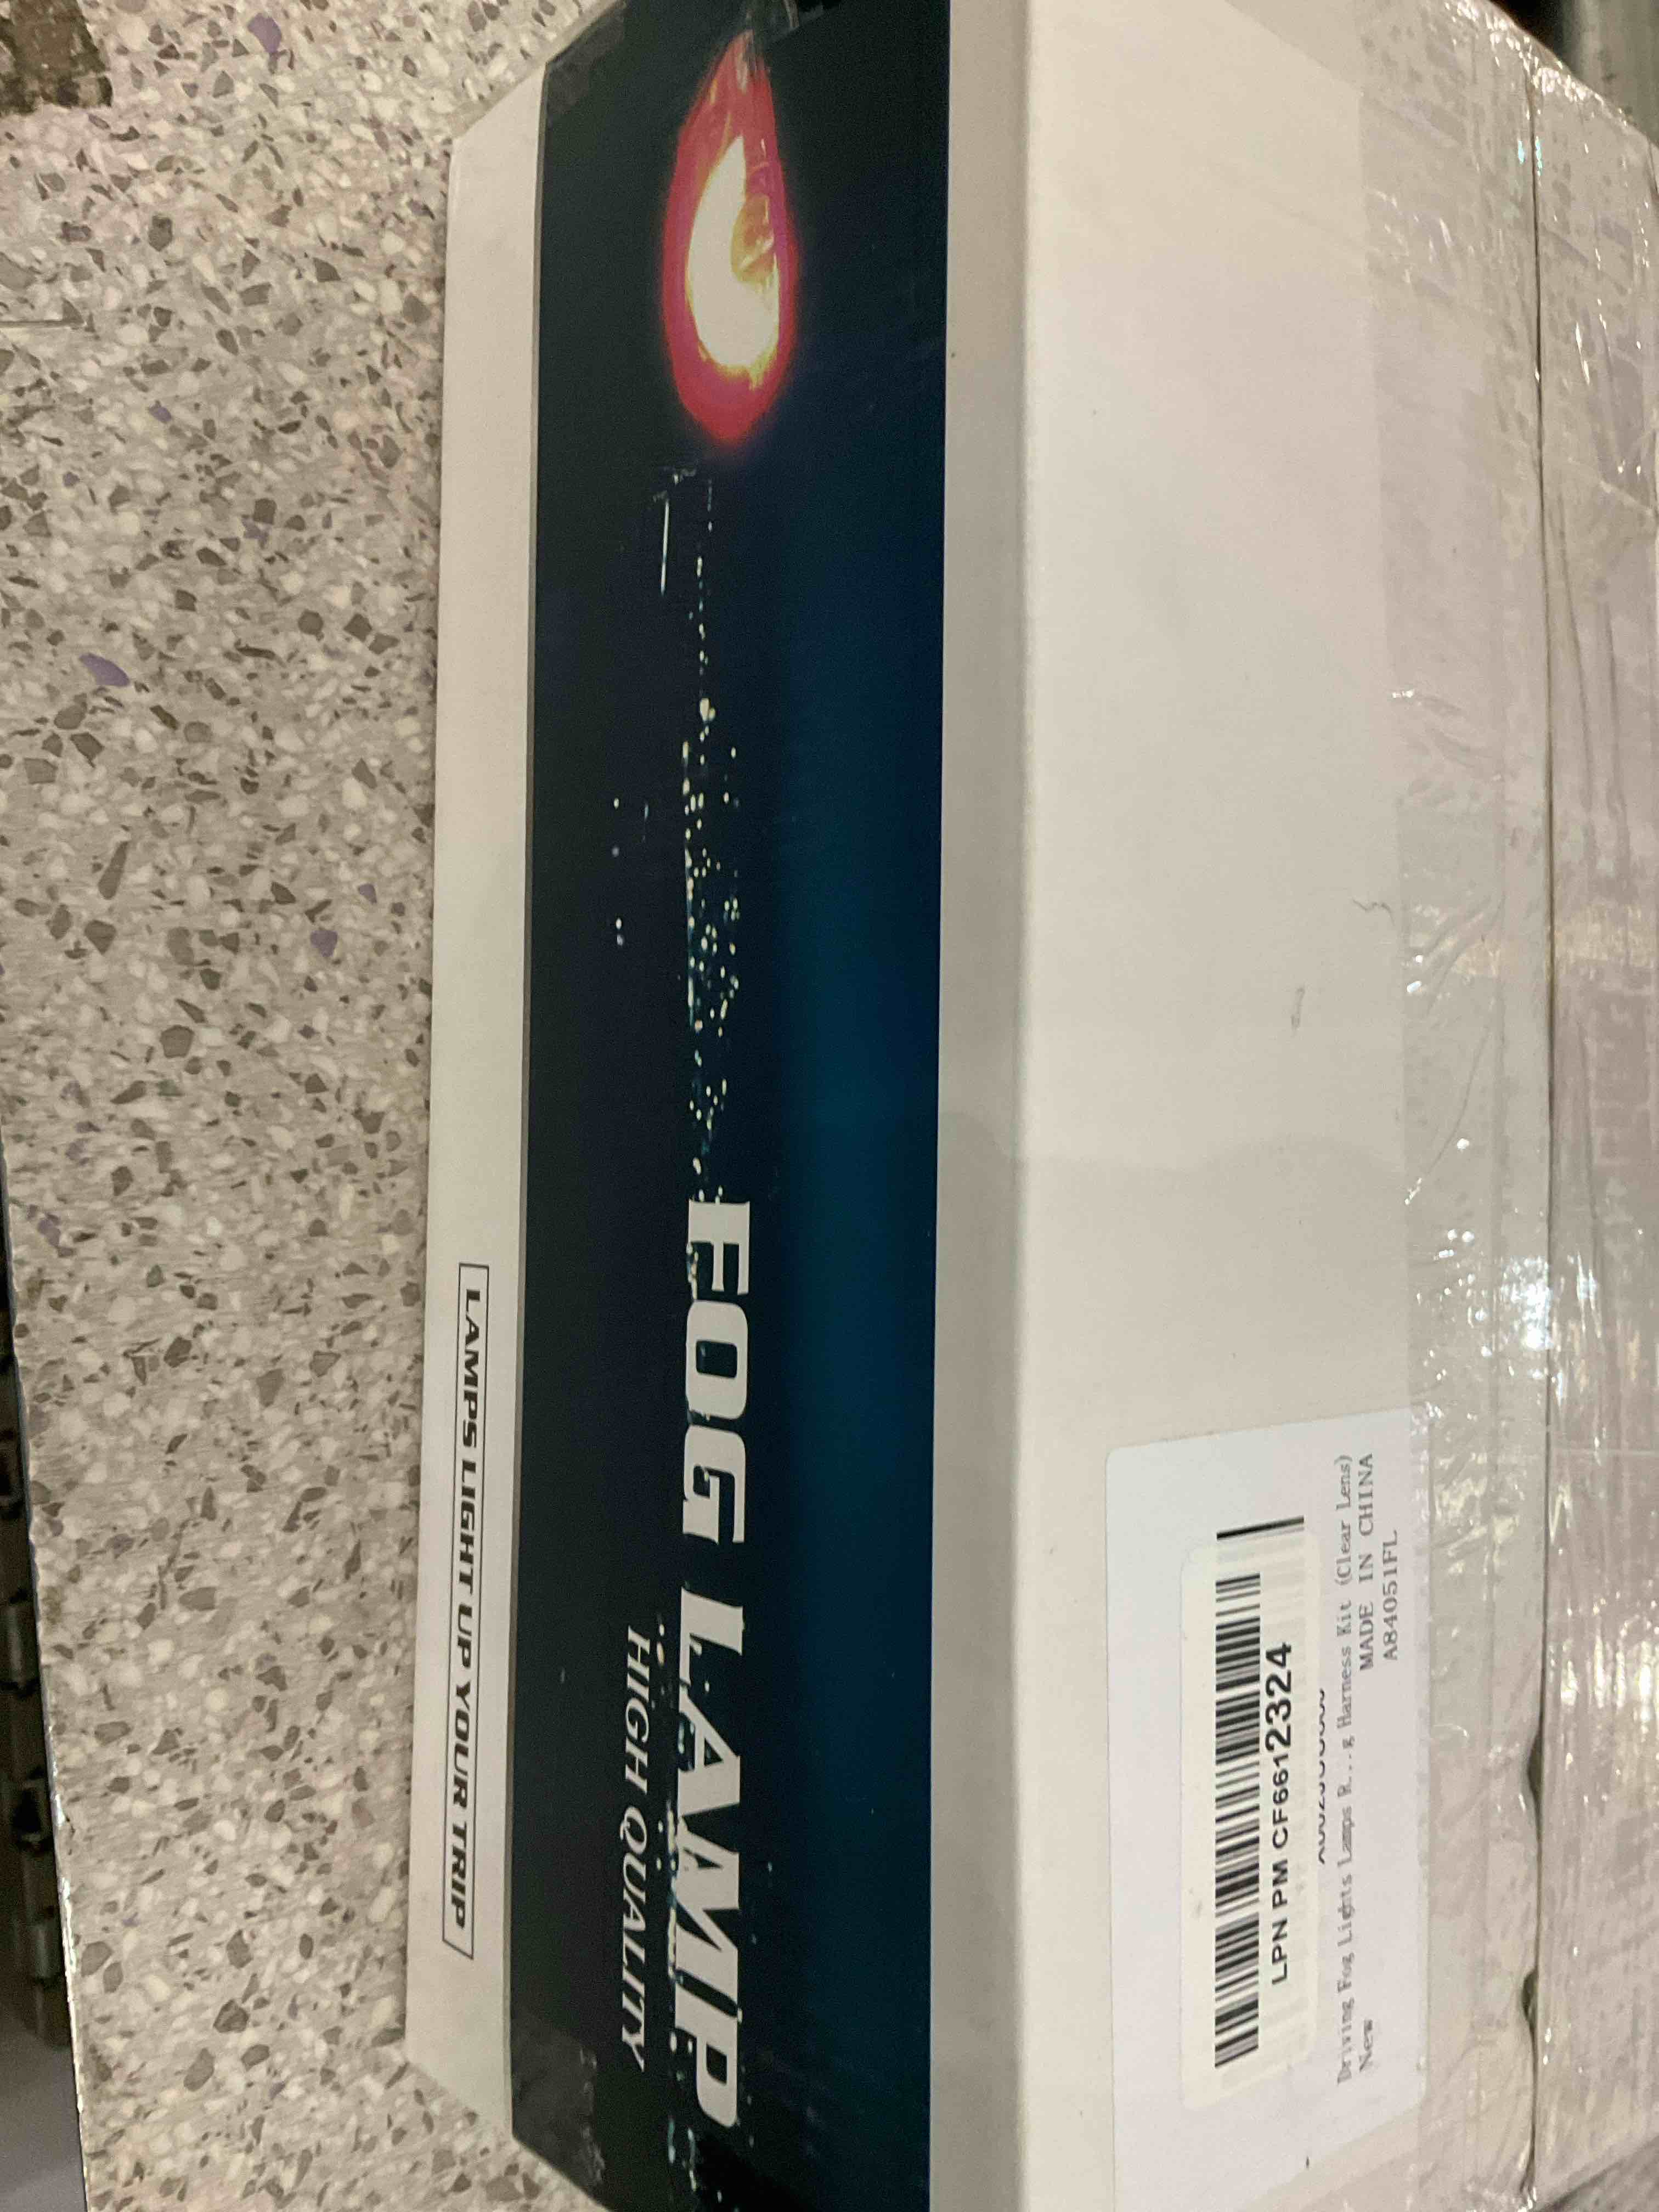 LAMPS LIGHT UP YOUR TRIP
FOG LAMP
HIGH QUALITY
LPN PM CF6612324
Driving Fog Lights Lamps R...g Harness Kit (Clear Lens)
New
MADE IN CHINA
A84051FL